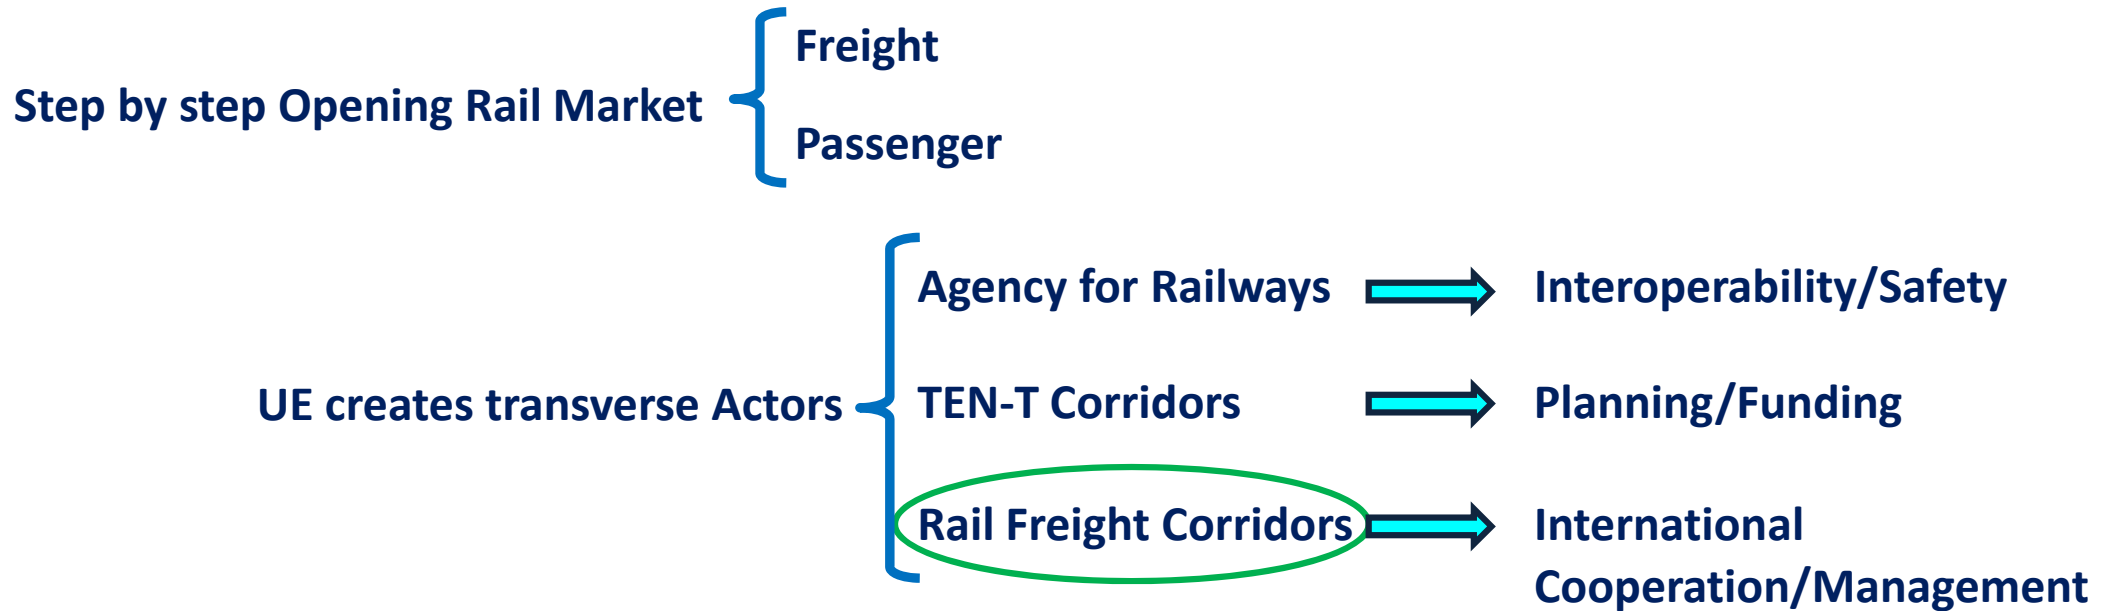 Freight
Step by step Opening Rail Market
Passenger
Agency for Railways Interoperability/Safety
UE creates transverse Actors TEN-T Corridors Planning/Funding
Rail Freight Corridors International
Cooperation/Management